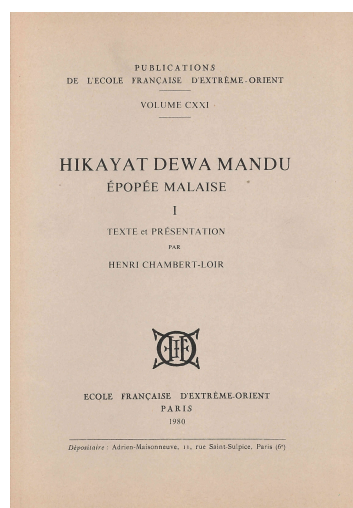 PUBLICATIONS
DE L'ECOLE FRANÇAISE D'EXTRÊME-ORIENT
VOLUME CXXI
HIKAYAT DEWA MANDU
ÉPOPÉE MALAISE
I
TEXTE et PRÉSENTATION
PAR
HENRI CHAMBERT-LOIR
ECOLE FRANÇAISE D'EXTRÊME-ORIENT
PARIS
1980
Dépositaire : Adrien-Maisonneuve, 11, rue Saint-Sulpice, Paris (6e)